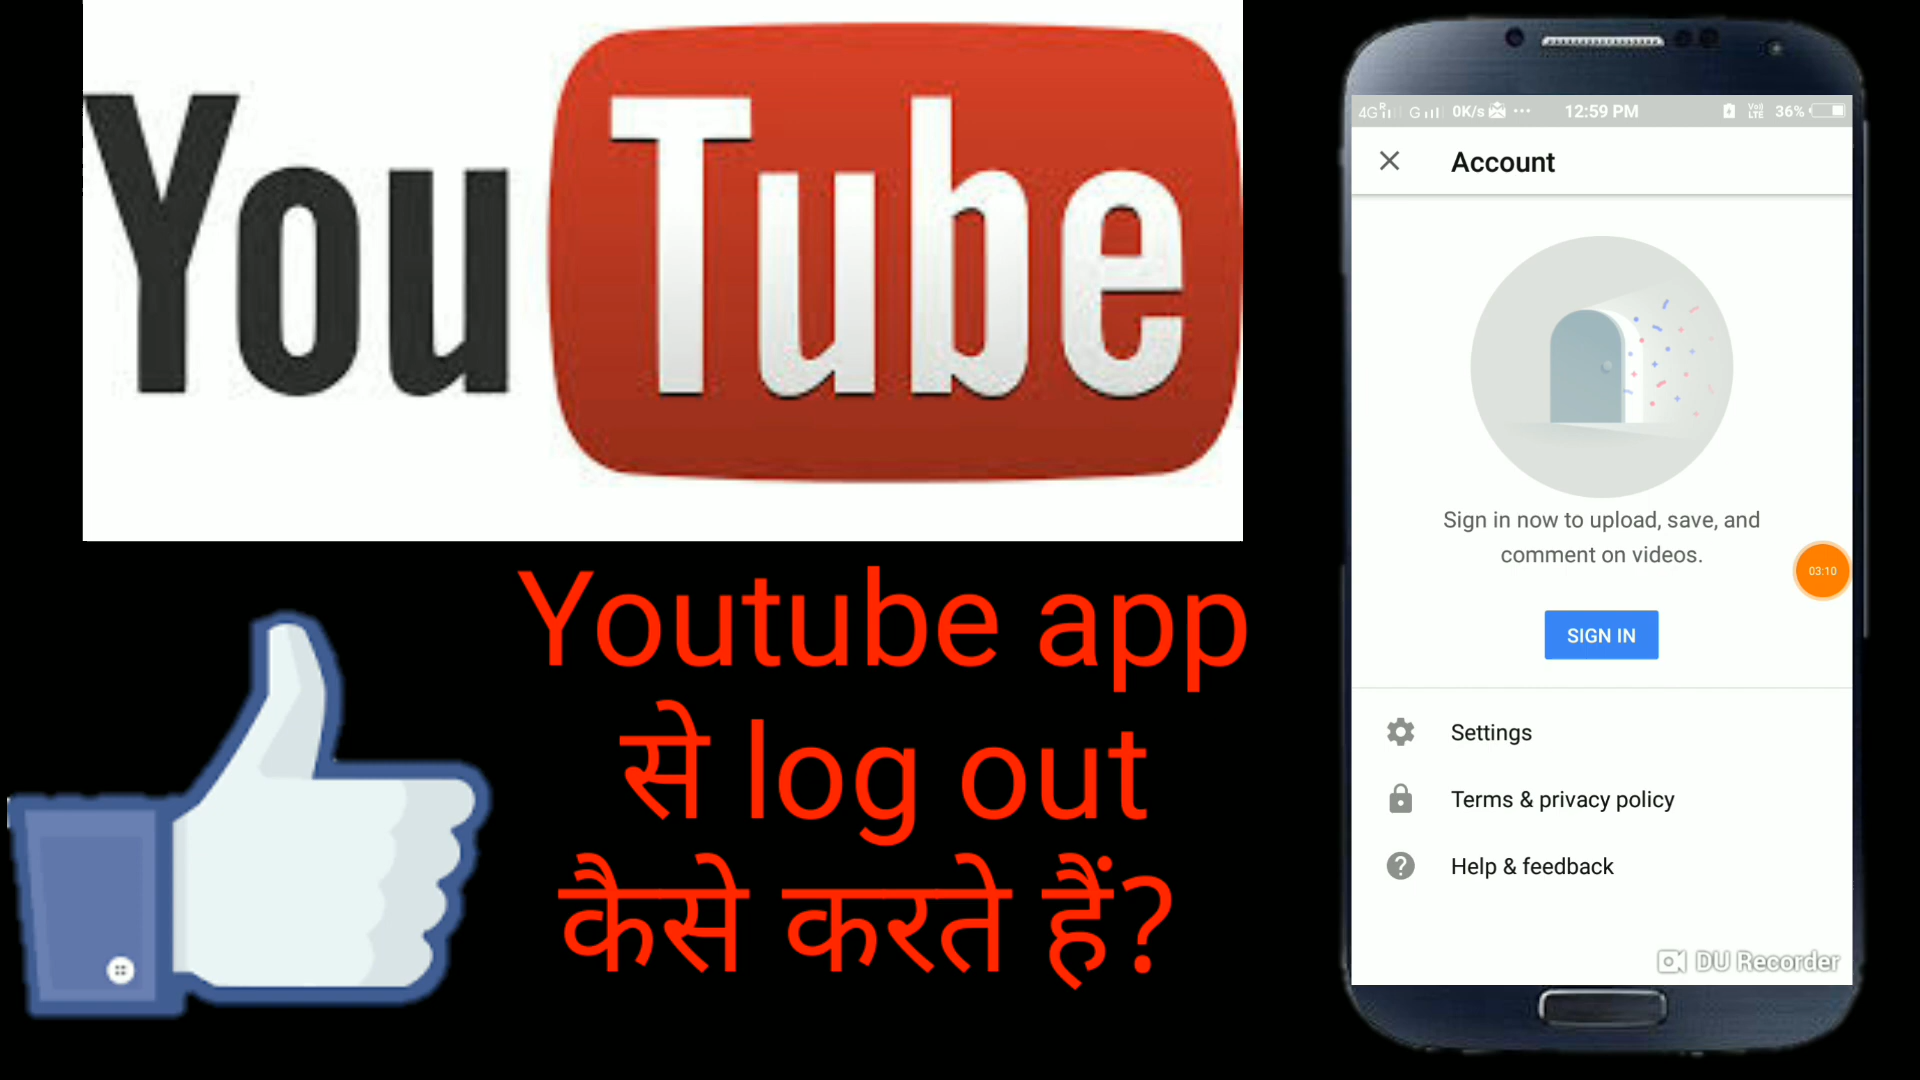 YouTube
Youtube app
से log out
कैसे करते हैं?
4G R G 0K/s ... 12:59 PM VoLTE 36%
Account
Sign in now to upload, save, and
comment on videos.
03:10
SIGN IN
Settings
Terms & privacy policy
Help & feedback
DU Recorder